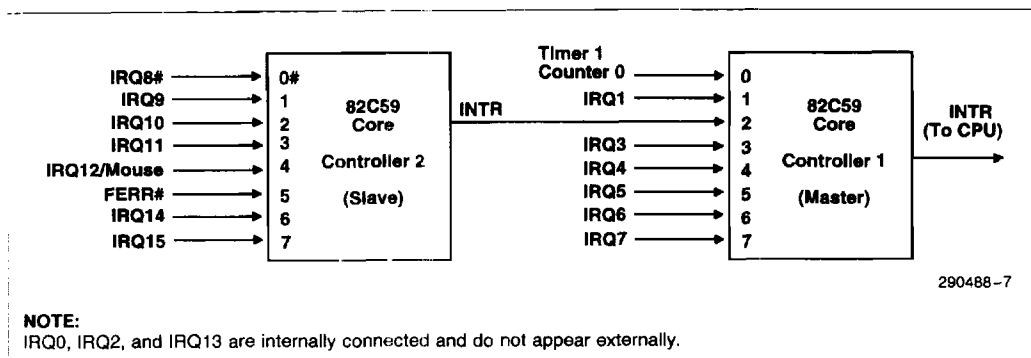 IRQ8#
IRQ9
IRQ10
IRQ11
IRQ12/Mouse
FERR#
IRQ14
IRQ15
0#
1
2
3
4
5
6
7
82C59
Core
Controller 2
(Slave)
INTR
Timer 1
Counter 0
IRQ1
IRQ3
IRQ4
IRQ5
IRQ6
IRQ7
0
1
2
3
4
5
6
7
82C59
Core
Controller 1
(Master)
INTR
(To CPU)
290488-7
NOTE:
IRQ0, IRQ2, and IRQ13 are internally connected and do not appear externally.